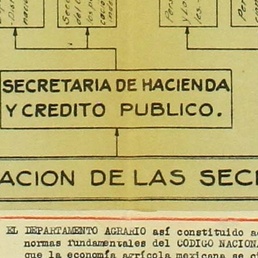 SECRETARIA DE HACIENDA
Y CREDITO PUBLICO.
ACION DE LAS SEC
EL DEPARTAMENTO AGRARIO así constituido
normas fundamentales del CODIGO NACION
que la economía agrícola mexicana se